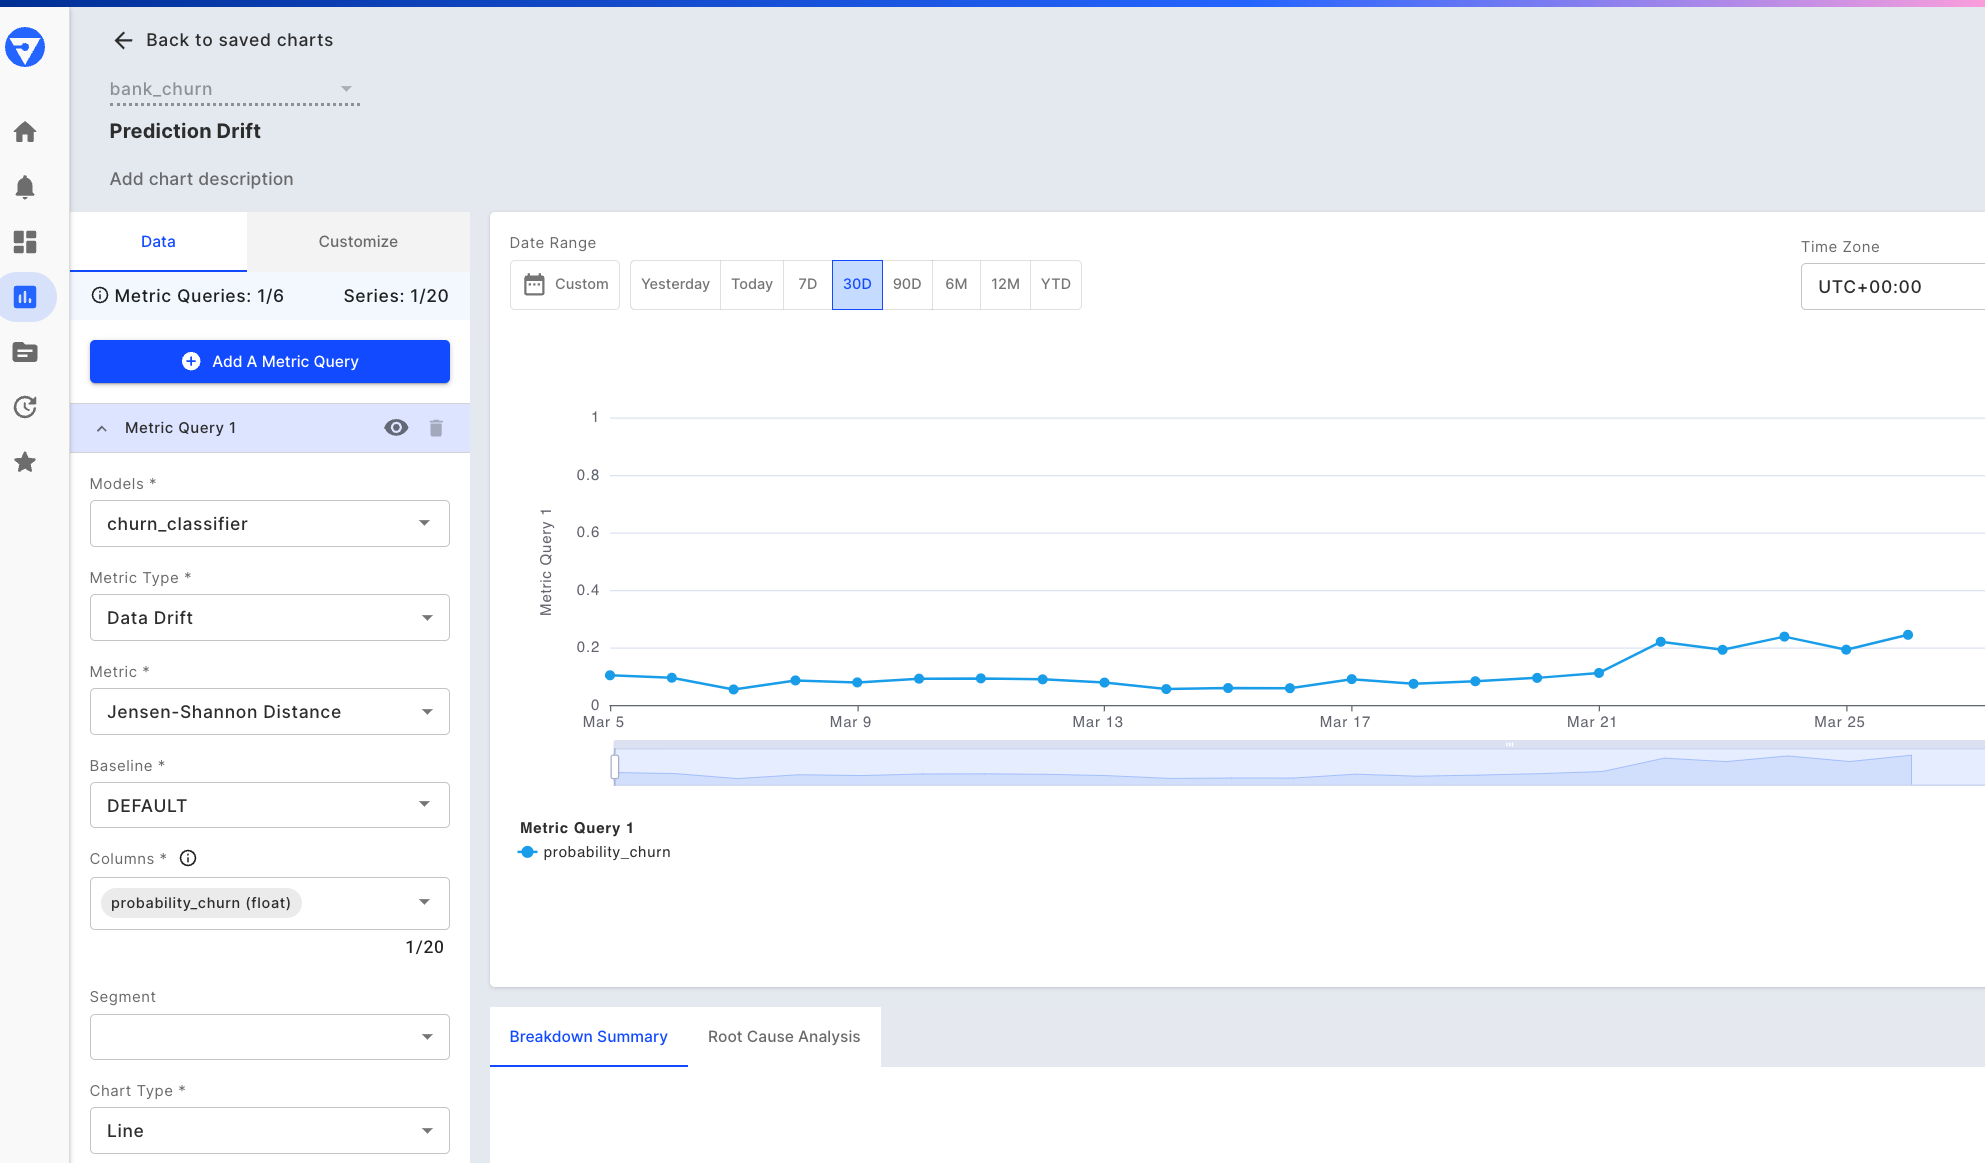 Back to saved charts
bank_churn
Prediction Drift
Add chart description
Data Customize
Metric Queries: 1/6 Series: 1/20
Add A Metric Query
Metric Query 1
Models *
churn_classifier
Metric Type *
Data Drift
Metric *
Jensen-Shannon Distance
Baseline *
DEFAULT
Columns *
probability_churn (float)
1/20
Segment
Chart Type *
Line
Date Range
Custom Yesterday Today 7D 30D 90D 6M 12M YTD
Time Zone
UTC+00:00
Metric Query 1
1
0.8
0.6
0.4
0.2
0
Mar 5 Mar 9 Mar 13 Mar 17 Mar 21 Mar 25
Metric Query 1
probability_churn
Breakdown Summary Root Cause Analysis